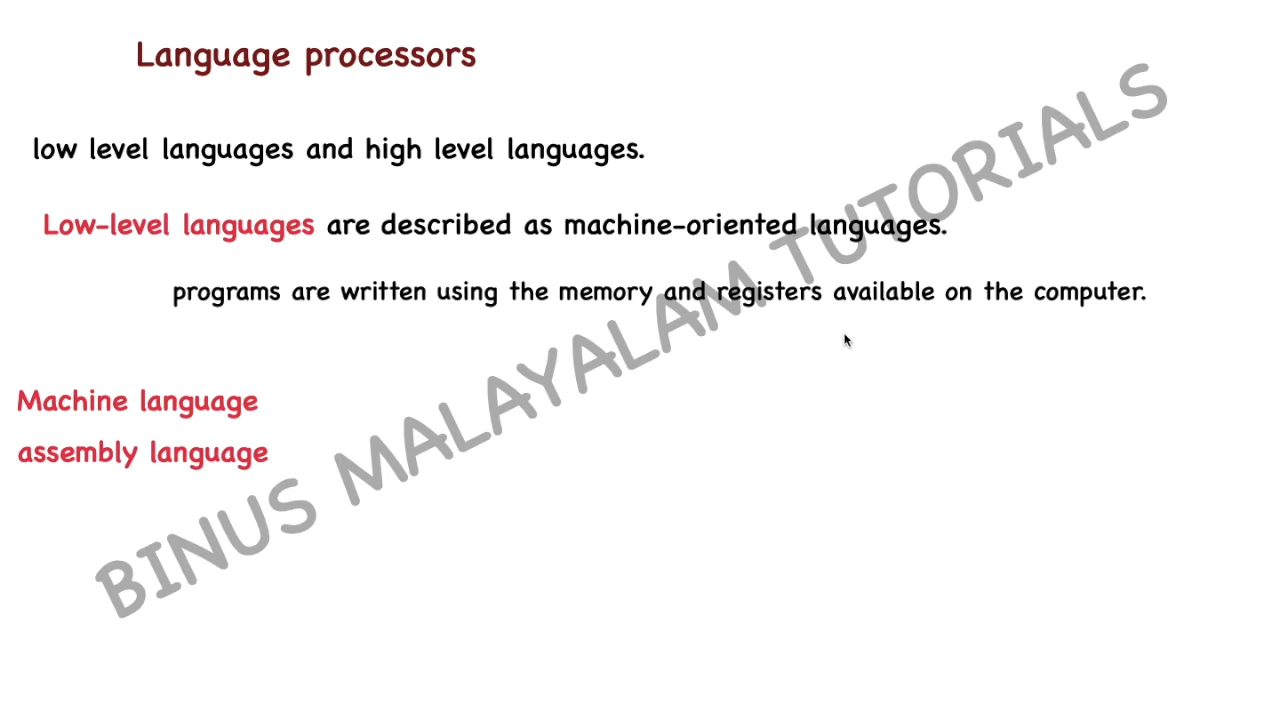 Language processors
low level languages and high level languages.
Low-level languages are described as machine-oriented languages.
programs are written using the memory and registers available on the computer.
Machine language
assembly language
BINUS MALAYALAM TUTORIALS